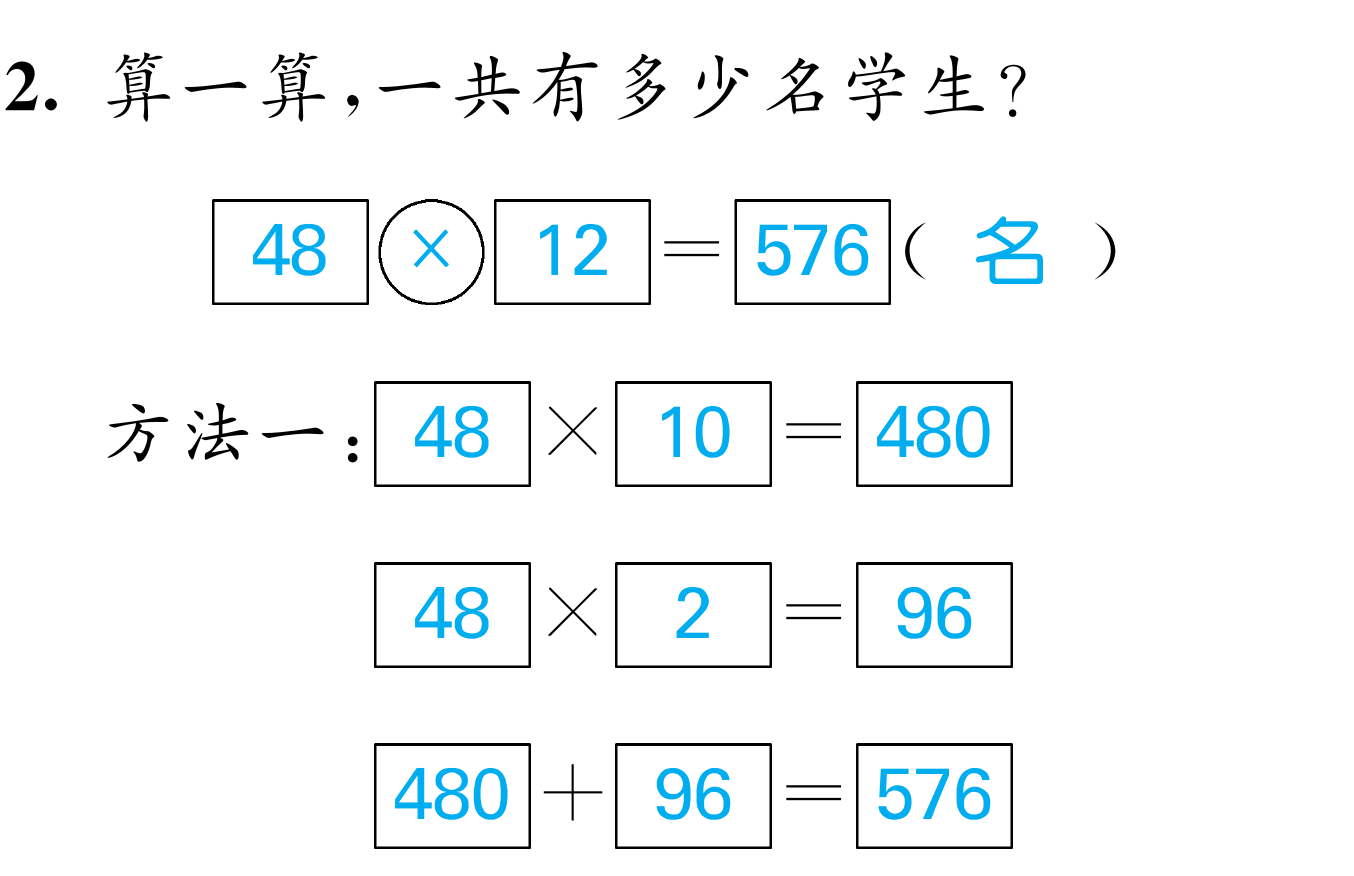 2. 算一算,一共有多少名学生?
48 × 12 = 576 ( 名 )
方法一: 48 × 10 = 480
48 × 2 = 96
480 + 96 = 576